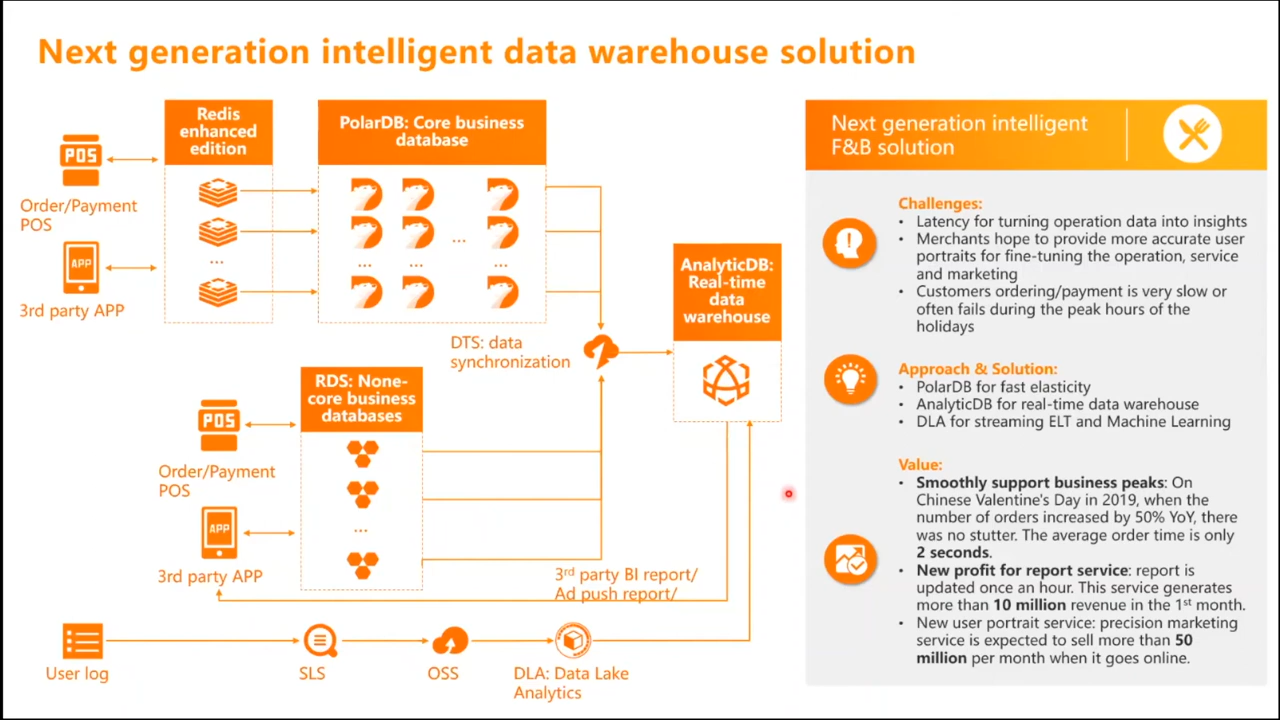 Next generation intelligent data warehouse solution
Redis
enhanced
edition
PolarDB: Core business
database
POS
Order/Payment
POS
...
...
...
...
...
APP
3rd party APP
DTS: data
synchronization
AnalyticDB:
Real-time
data
warehouse
RDS: None-
core business
databases
POS
Order/Payment
POS
...
APP
3rd party APP
3rd party BI report/
Ad push report/
User log
SLS
OSS
DLA: Data Lake
Analytics
Next generation intelligent
F&B solution
Challenges:
• Latency for turning operation data into insights
• Merchants hope to provide more accurate user
portraits for fine-tuning the operation, service
and marketing
• Customers ordering/payment is very slow or
often fails during the peak hours of the
holidays
Approach & Solution:
• PolarDB for fast elasticity
• AnalyticDB for real-time data warehouse
• DLA for streaming ELT and Machine Learning
Value:
• Smoothly support business peaks: On
Chinese Valentine's Day in 2019, when the
number of orders increased by 50% YoY, there
was no stutter. The average order time is only
2 seconds.
• New profit for report service: report is
updated once an hour. This service generates
more than 10 million revenue in the 1st month.
• New user portrait service: precision marketing
service is expected to sell more than 50
million per month when it goes online.